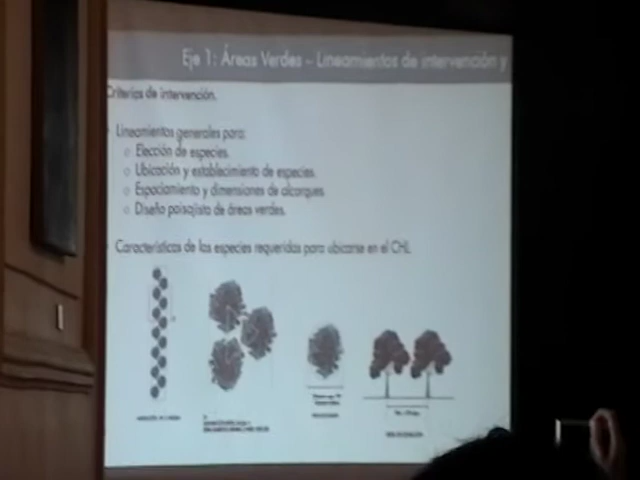 Eje 1: Áreas Verdes – Lineamientos de intervención y
Criterios de intervención.
Lineamientos generales para:
o Elección de especies.
o Ubicación y establecimiento de especies.
o Espaciamiento y dimensiones de alcorques
o Diseño paisajista de áreas verdes.
Características de las especies requeridas para ubicarse en el CHL